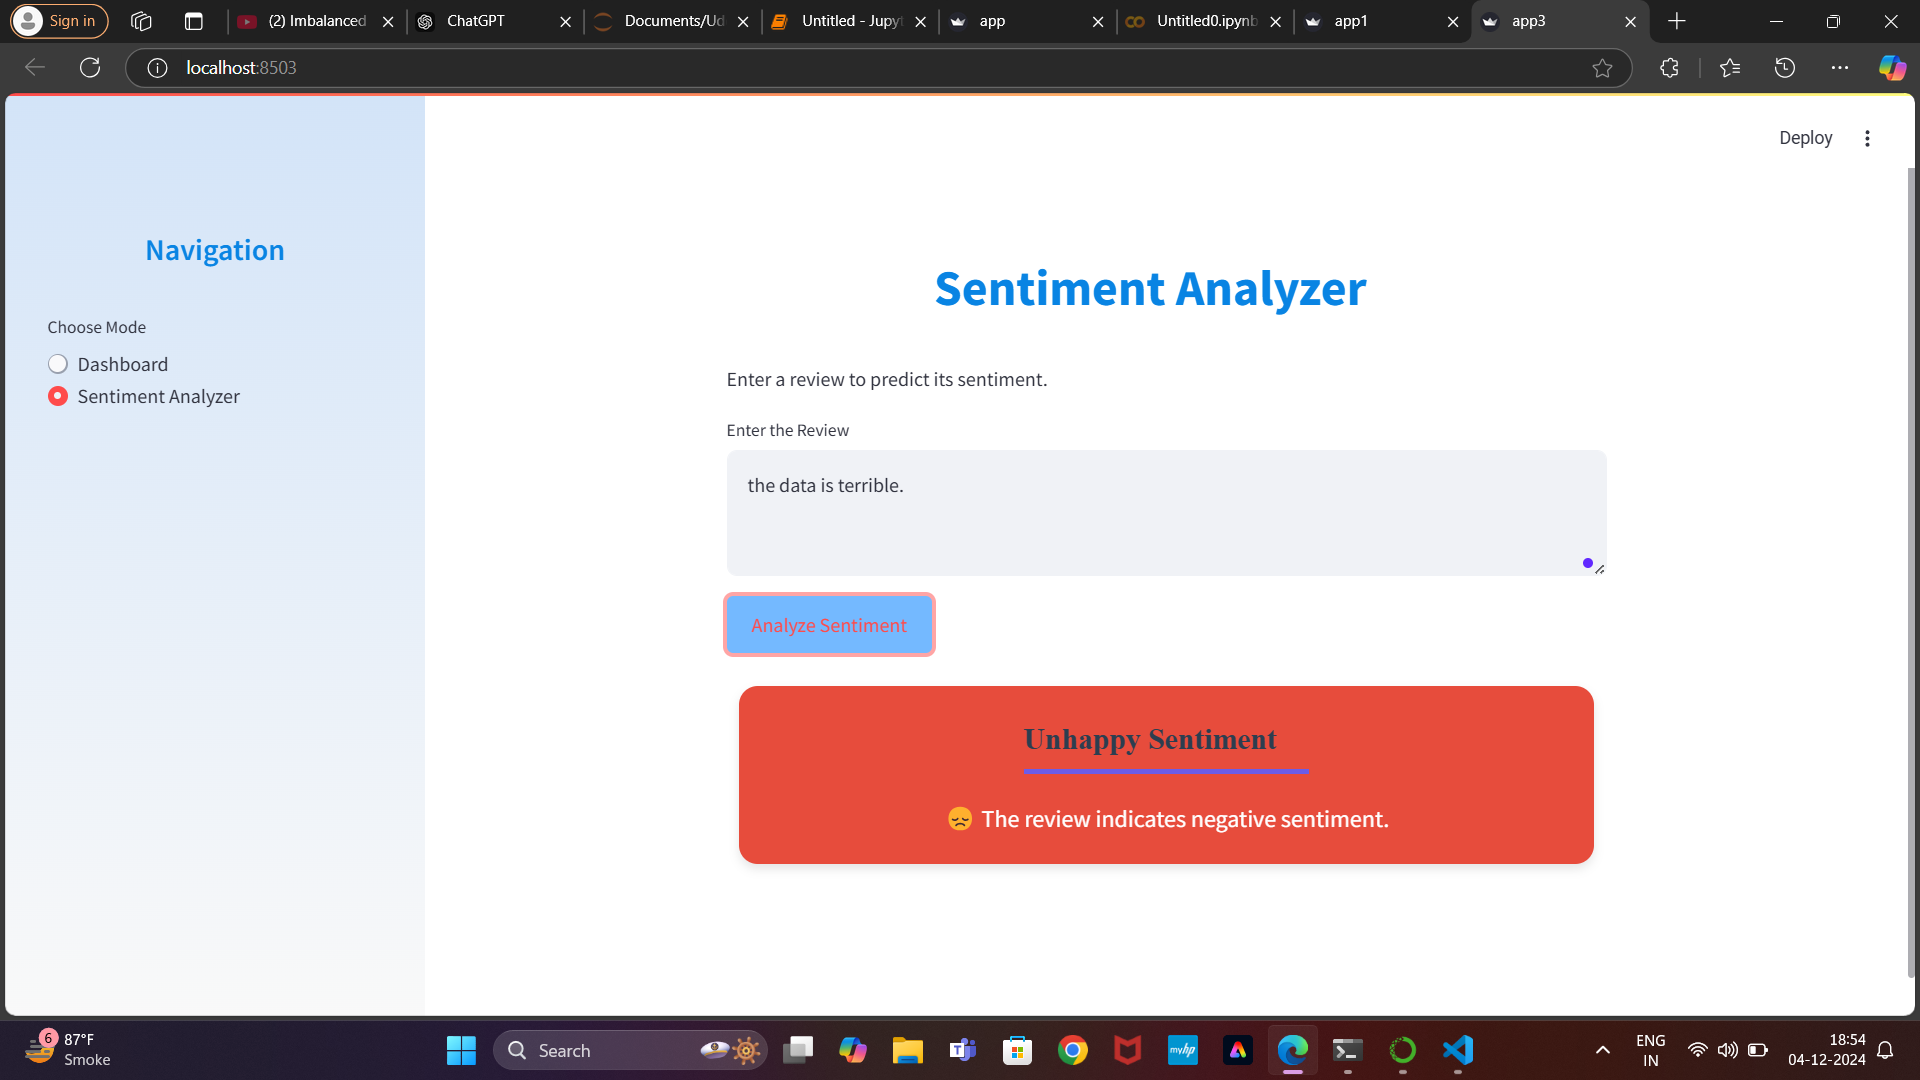 Sign in
(2) Imbalanced
ChatGPT
Documents/Ud
Untitled - Jupyt
app
Untitled0.ipynb
app1
app3
localhost:8503
Deploy
Navigation
Choose Mode
Dashboard
Sentiment Analyzer
Sentiment Analyzer
Enter a review to predict its sentiment.
Enter the Review
the data is terrible.
Analyze Sentiment
Unhappy Sentiment
The review indicates negative sentiment.
6
87°F
Smoke
Search
myhp
ENG
IN
18:54
04-12-2024